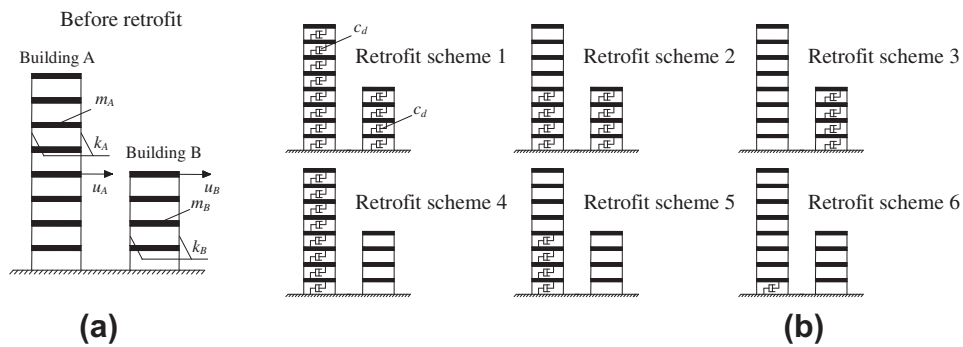 Before retrofit
Building A
m_A
k_A
u_A
Building B
u_B
m_B
k_B
(a)
c_d
Retrofit scheme 1
c_d
Retrofit scheme 2
Retrofit scheme 3
Retrofit scheme 4
Retrofit scheme 5
Retrofit scheme 6
(b)